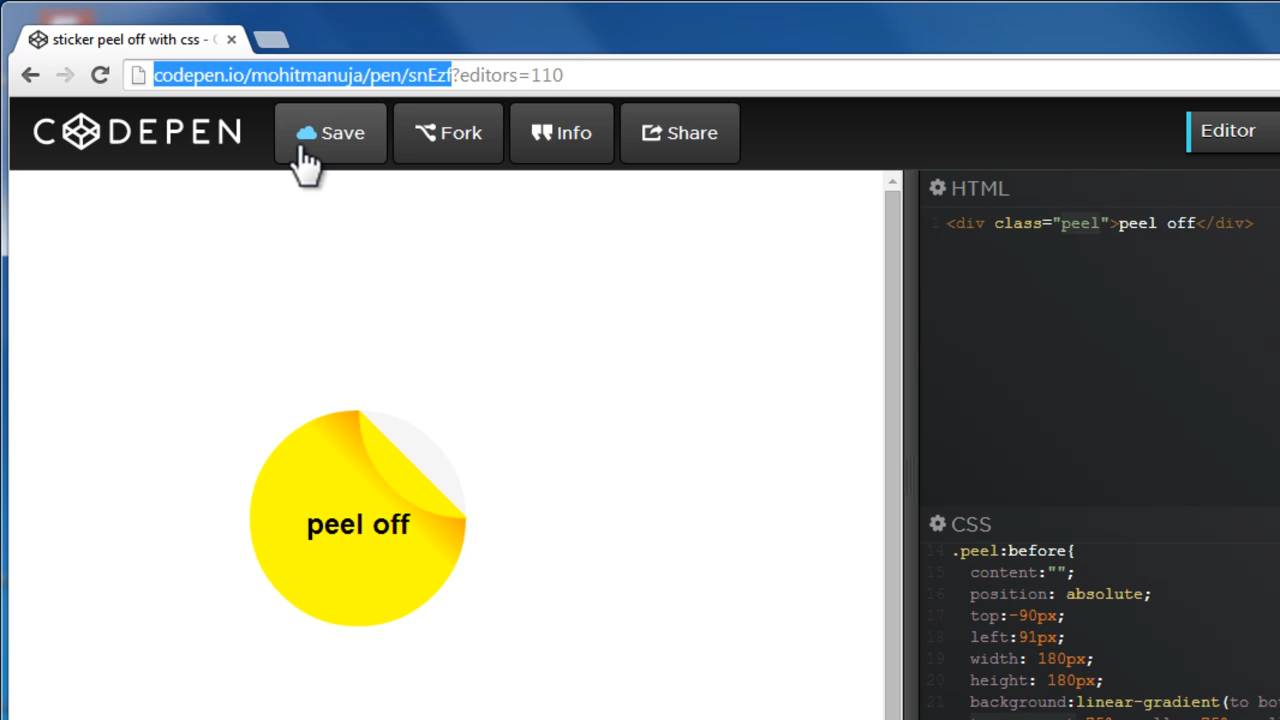 sticker peel off with css -
codepen.io/mohitmanuja/pen/snEzf?editors=110
CODEPEN
Save
Fork
Info
Share
Editor
HTML
1 <div class="peel">peel off</div>
peel off
CSS
14 .peel:before{
15 content:"";
16 position: absolute;
17 top:-90px;
18 left:91px;
19 width: 180px;
20 height: 180px;
21 background:linear-gradient(to bo